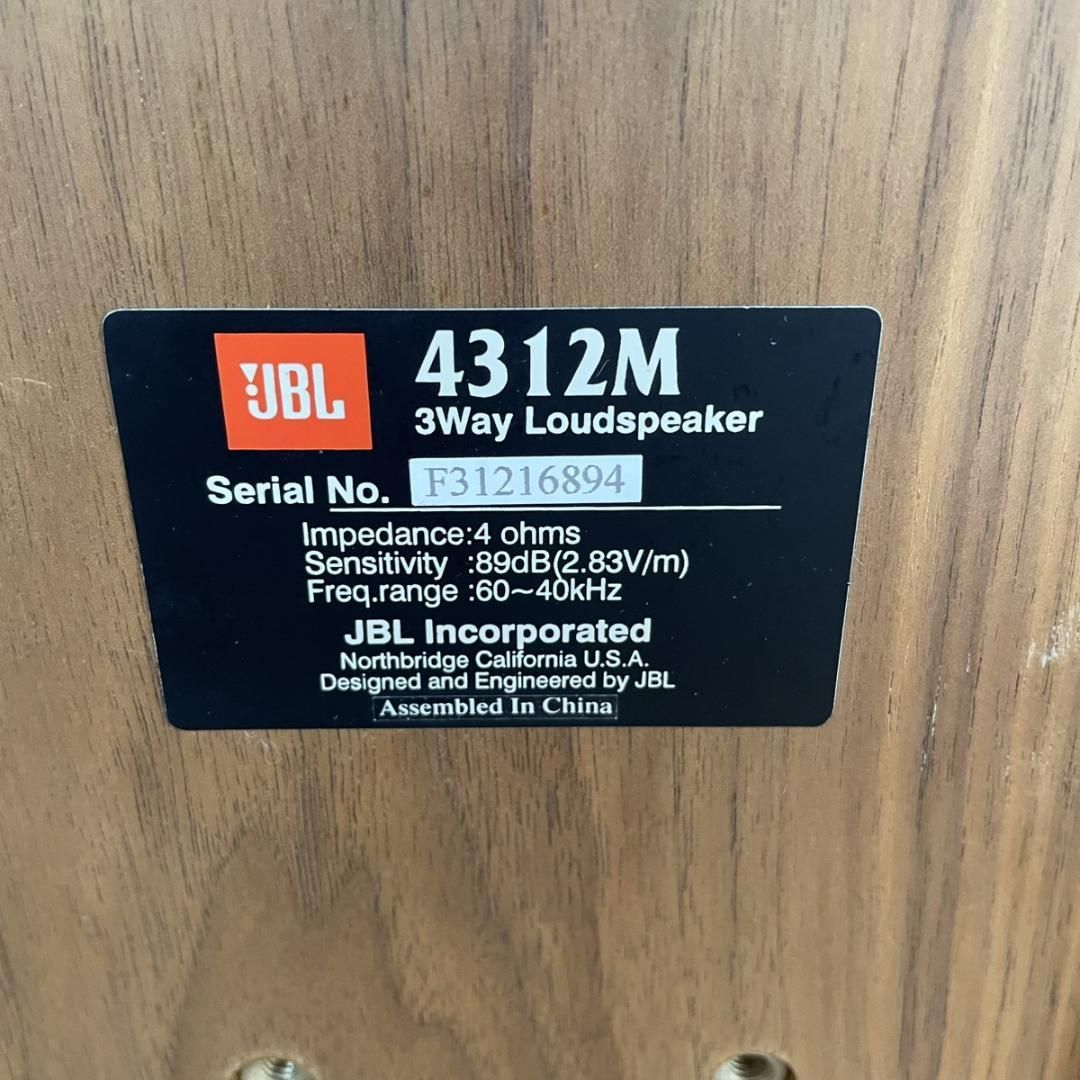 JBL
4312M
3Way Loudspeaker
Serial No. F31216894
Impedance:4 ohms
Sensitivity :89dB(2.83V/m)
Freq.range :60~40kHz
JBL Incorporated
Northbridge California U.S.A.
Designed and Engineered by JBL
Assembled In China